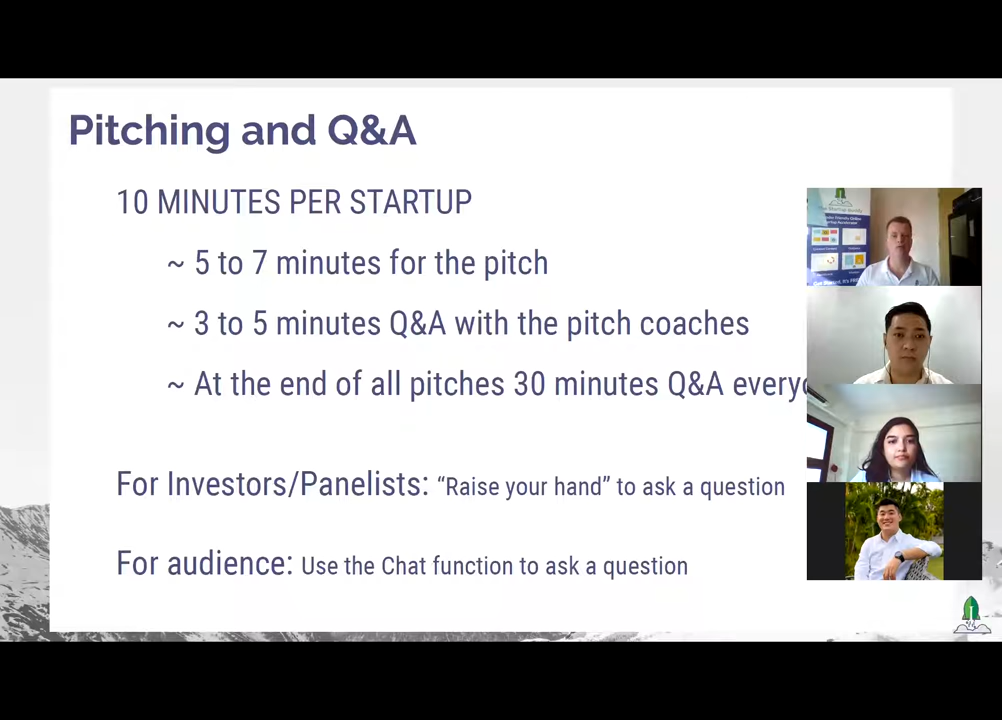 Pitching and Q&A
10 MINUTES PER STARTUP
~ 5 to 7 minutes for the pitch
~ 3 to 5 minutes Q&A with the pitch coaches
~ At the end of all pitches 30 minutes Q&A everyo
For Investors/Panelists: “Raise your hand” to ask a question
For audience: Use the Chat function to ask a question